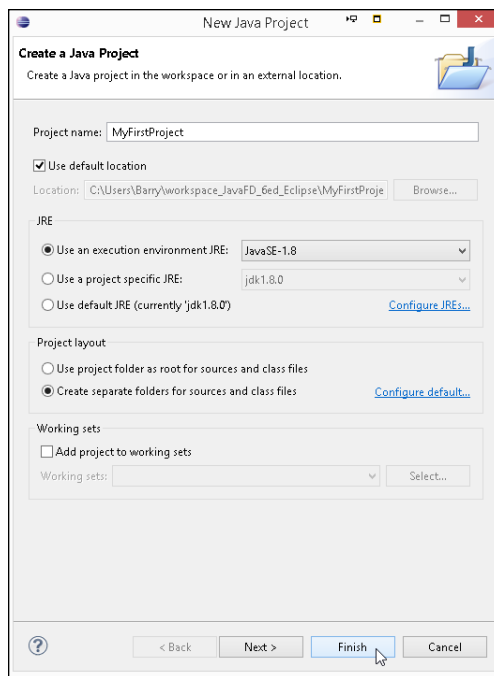 New Java Project
Create a Java Project
Create a Java project in the workspace or in an external location.
Project name: MyFirstProject
Use default location
Location: C:\Users\Barry\workspace_JavaFD_6ed_Eclipse\MyFirstProje Browse...
JRE
Use an execution environment JRE: JavaSE-1.8
Use a project specific JRE: jdk1.8.0
Use default JRE (currently 'jdk1.8.0') Configure JREs...
Project layout
Use project folder as root for sources and class files
Create separate folders for sources and class files Configure default...
Working sets
Add project to working sets
Working sets: Select...
? < Back Next > Finish Cancel